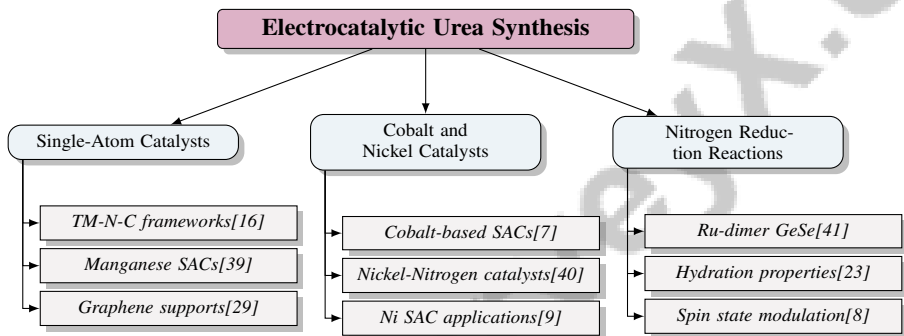 Electrocatalytic Urea Synthesis
Single-Atom Catalysts
TM-N-C frameworks[16]
Manganese SACs[39]
Graphene supports[29]
Cobalt and
Nickel Catalysts
Cobalt-based SACs[7]
Nickel-Nitrogen catalysts[40]
Ni SAC applications[9]
Nitrogen Reduc-
tion Reactions
Ru-dimer GeSe[41]
Hydration properties[23]
Spin state modulation[8]